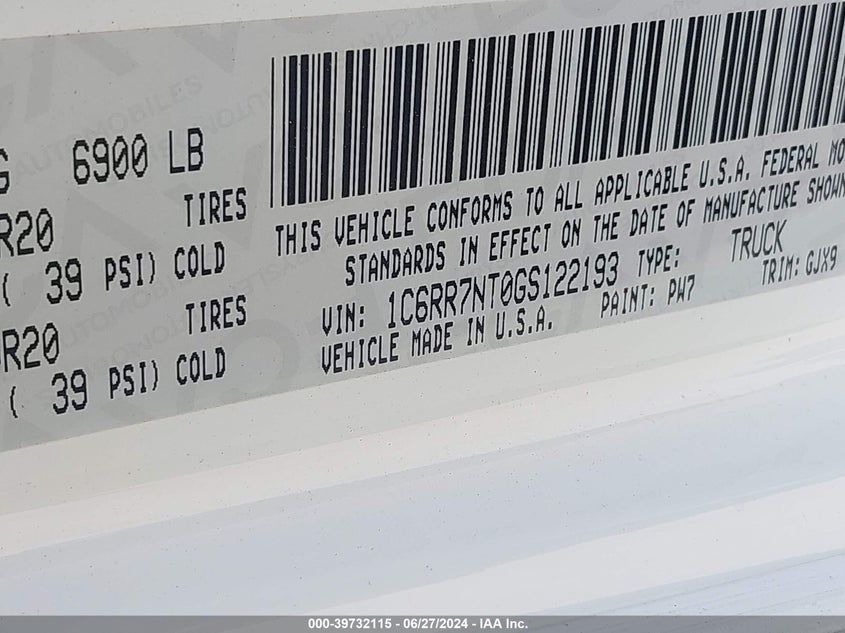 G 6900 LB
R20 TIRES
( 39 PSI) COLD
R20 TIRES
( 39 PSI) COLD
THIS VEHICLE CONFORMS TO ALL APPLICABLE U.S.A. FEDERAL MO
STANDARDS IN EFFECT ON THE DATE OF MANUFACTURE SHOWN
VIN: 1C6RR7NT0GS122193 TYPE: TRUCK
VEHICLE MADE IN U.S.A. PAINT: PW7 TRIM: GJX9
000-39732115 - 06/27/2024 - IAA Inc.